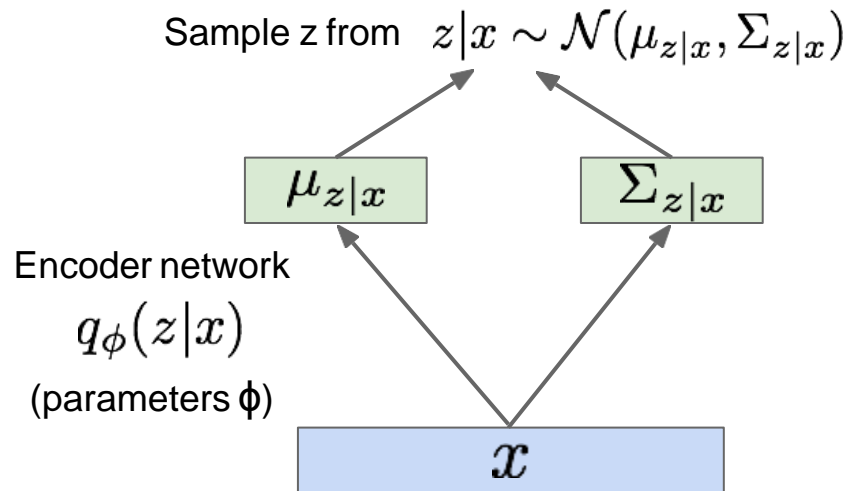 Sample z from z|x ∼ 𝒩(μ_{z|x}, Σ_{z|x})
μ_{z|x} Σ_{z|x}
Encoder network
q_ϕ(z|x)
(parameters ϕ)
x